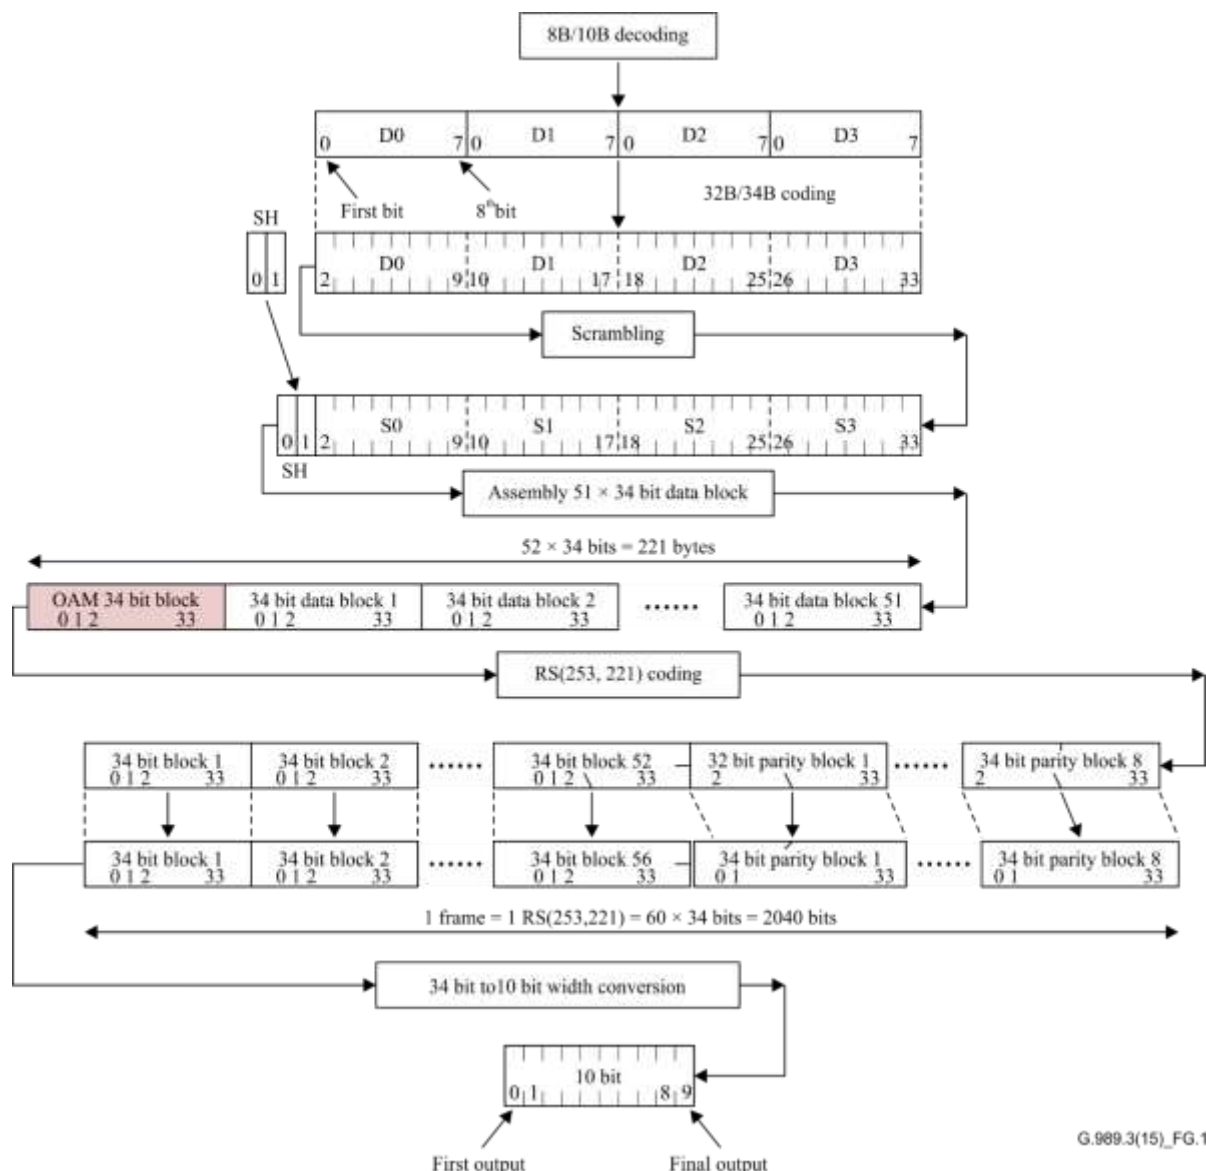 8B/10B decoding
0 D0 7 0 D1 7 0 D2 7 0 D3 7
First bit
8th bit
32B/34B coding
SH
0 1
2 D0 9 10 D1 17 18 D2 25 26 D3 33
Scrambling
0 1 2 S0 9 10 S1 17 18 S2 25 26 S3 33
SH
Assembly 51 × 34 bit data block
52 × 34 bits = 221 bytes
OAM 34 bit block 34 bit data block 1 34 bit data block 2 ...... 34 bit data block 51
0 1 2 33 0 1 2 33 0 1 2 33 0 1 2 33
RS(253, 221) coding
34 bit block 1 34 bit block 2 ...... 34 bit block 52 32 bit parity block 1 ...... 34 bit parity block 8
0 1 2 33 0 1 2 33 0 1 2 33 2 33 2 33
34 bit block 1 34 bit block 2 ...... 34 bit block 56 34 bit parity block 1 ...... 34 bit parity block 8
0 1 2 33 0 1 2 33 0 1 2 33 0 1 33 0 1 33
1 frame = 1 RS(253,221) = 60 × 34 bits = 2040 bits
34 bit to10 bit width conversion
10 bit
0 1 8 9
First output
Final output
G.989.3(15)_FG.1